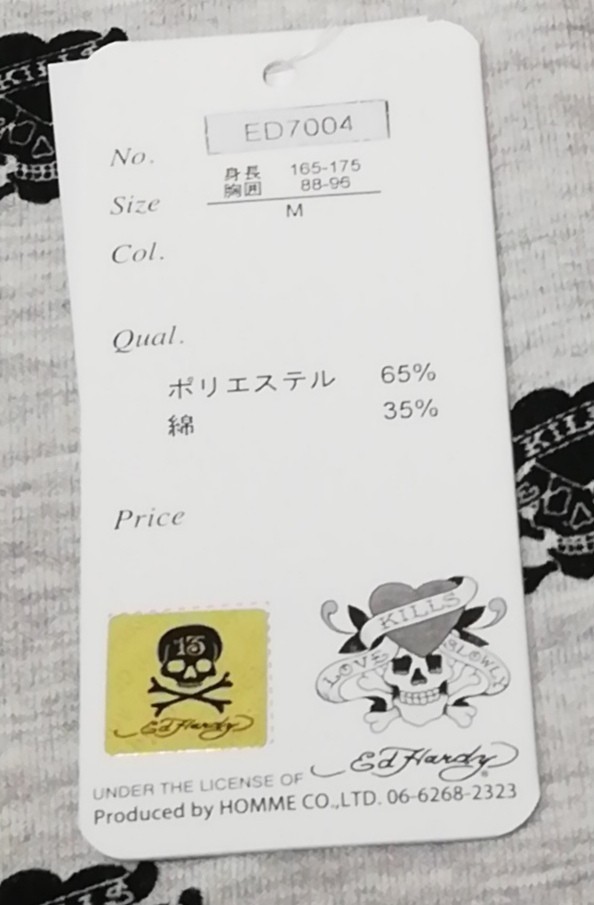 No. ED7004
身長 165-175
胸囲 88-96
Size M
Col.
Qual.
ポリエステル 65%
綿 35%
Price
13
Ed Hardy
KILLS
LOVE SLOWLY
Ed Hardy
UNDER THE LICENSE OF
Produced by HOMME CO.,LTD. 06-6268-2323
KILLS
KILLS